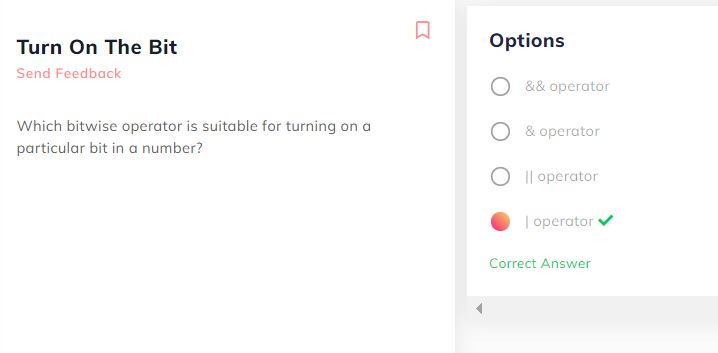 Turn On The Bit
Send Feedback
Which bitwise operator is suitable for turning on a
particular bit in a number?
Options
&& operator
& operator
|| operator
| operator
Correct Answer